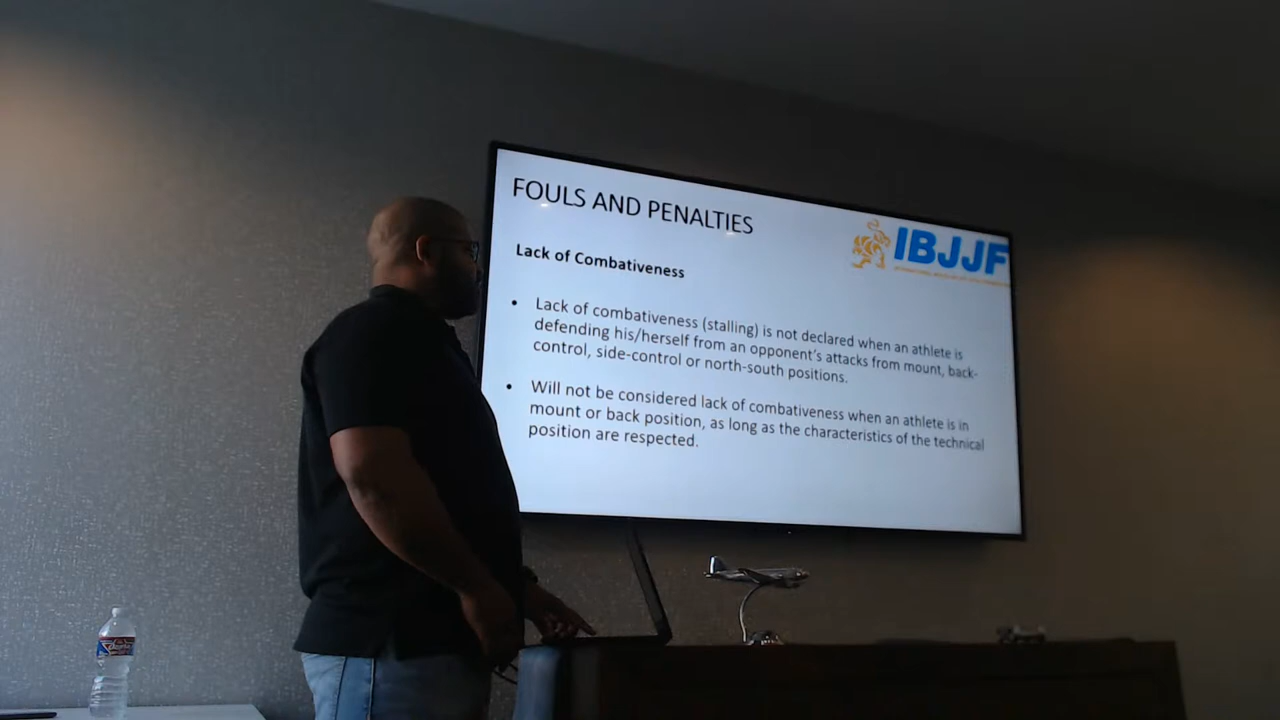 FOULS AND PENALTIES
IBJJF
Lack of Combativeness
• Lack of combativeness (stalling) is not declared when an athlete is
defending his/herself from an opponent's attacks from mount, back-
control, side-control or north-south positions.
• Will not be considered lack of combativeness when an athlete is in
mount or back position, as long as the characteristics of the technical
position are respected.